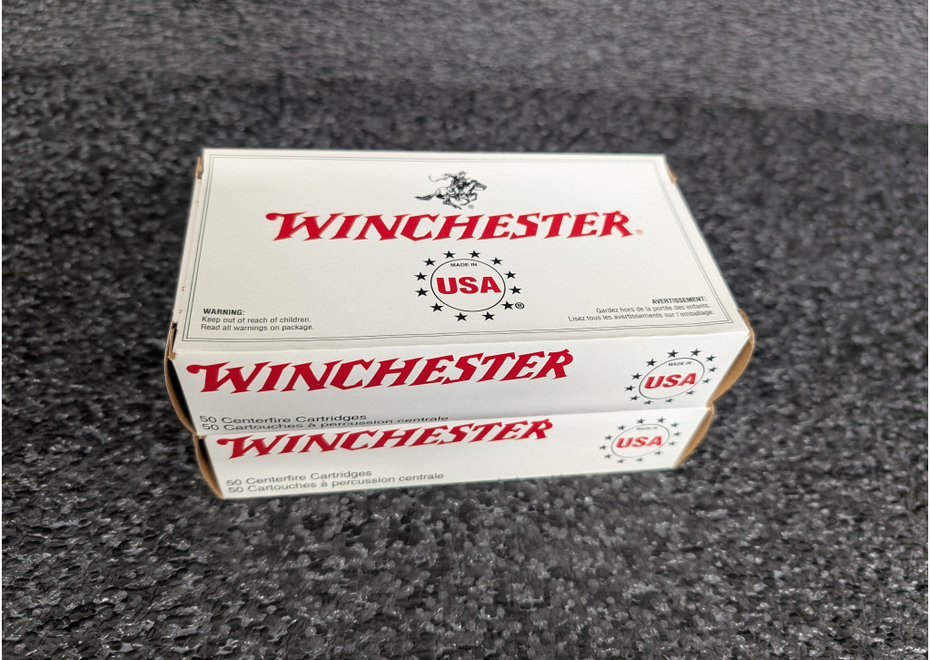 WINCHESTER®
MADE IN
USA®
WARNING:
Keep out of reach of children.
Read all warnings on package.
AVERTISSEMENT:
Gardez hors de la portée des enfants.
Lisez tous les avertissements sur l'emballage.
WINCHESTER
MADE IN
USA
50 Centerfire Cartridges
50 Cartouches à percussion centrale
WINCHESTER
MADE IN
USA
50 Centerfire Cartridges
50 Cartouches à percussion centrale